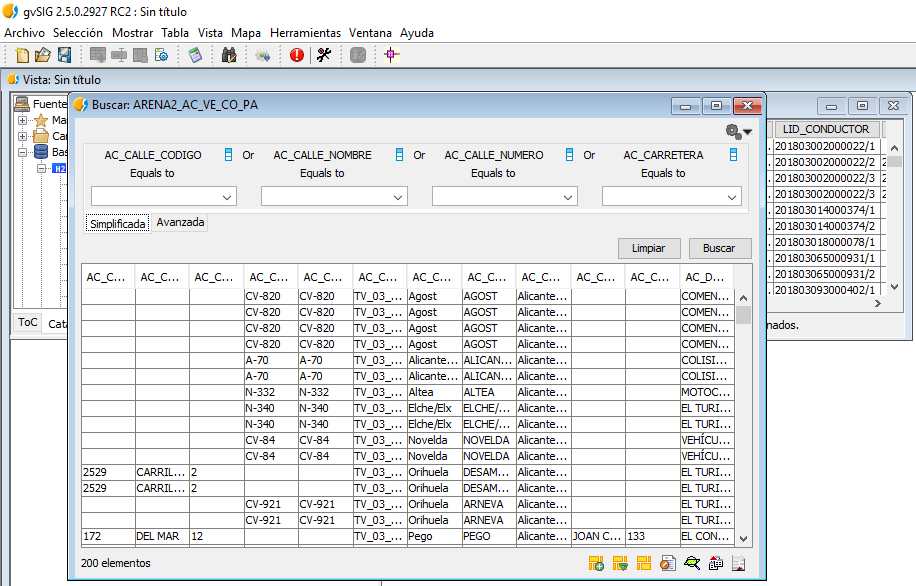 gvSIG 2.5.0.2927 RC2 : Sin título
Archivo Selección Mostrar Tabla Vista Mapa Herramientas Ventana Ayuda
Vista: Sin título
Fuente
Ma
Ca
Bas
H2
ToC Cat
Buscar: ARENA2_AC_VE_CO_PA
AC_CALLE_CODIGO Or AC_CALLE_NOMBRE Or AC_CALLE_NUMERO Or AC_CARRETERA
Equals to Equals to Equals to Equals to
Simplificada Avanzada
Limpiar Buscar
AC_C... AC_C... AC_C... AC_C... AC_C... AC_C... AC_C... AC_C... AC_C... AC_C... AC_C... AC_D...
CV-820 CV-820 TV_03_... Agost AGOST Alicante... COMEN...
CV-820 CV-820 TV_03_... Agost AGOST Alicante... COMEN...
CV-820 CV-820 TV_03_... Agost AGOST Alicante... COMEN...
CV-820 CV-820 TV_03_... Agost AGOST Alicante... COMEN...
A-70 A-70 TV_03_... Alicante... ALICAN... Alicante... COLISI...
A-70 A-70 TV_03_... Alicante... ALICAN... Alicante... COLISI...
N-332 N-332 TV_03_... Altea ALTEA Alicante... MOTOC...
N-340 N-340 TV_03_... Elche/Elx ELCHE/... Alicante... EL TURI...
N-340 N-340 TV_03_... Elche/Elx ELCHE/... Alicante... EL TURI...
CV-84 CV-84 TV_03_... Novelda NOVELDA Alicante... VEHÍCU...
CV-84 CV-84 TV_03_... Novelda NOVELDA Alicante... VEHÍCU...
2529 CARRIL... 2 TV_03_... Orihuela DESAM... Alicante... EL TURI...
2529 CARRIL... 2 TV_03_... Orihuela DESAM... Alicante... EL TURI...
CV-921 CV-921 TV_03_... Orihuela ARNEVA Alicante... EL TURI...
CV-921 CV-921 TV_03_... Orihuela ARNEVA Alicante... EL TURI...
172 DEL MAR 12 TV_03_... Pego PEGO Alicante... JOAN C... 133 EL CON...
200 elementos
LID_CONDUCTOR
201803002000022/1
201803002000022/2 2
201803002000022/3
201803002000022/3 2
201803014000374/1
201803014000374/2
201803018000078/1
201803065000931/1
201803065000931/2
201803093000402/1
nados.